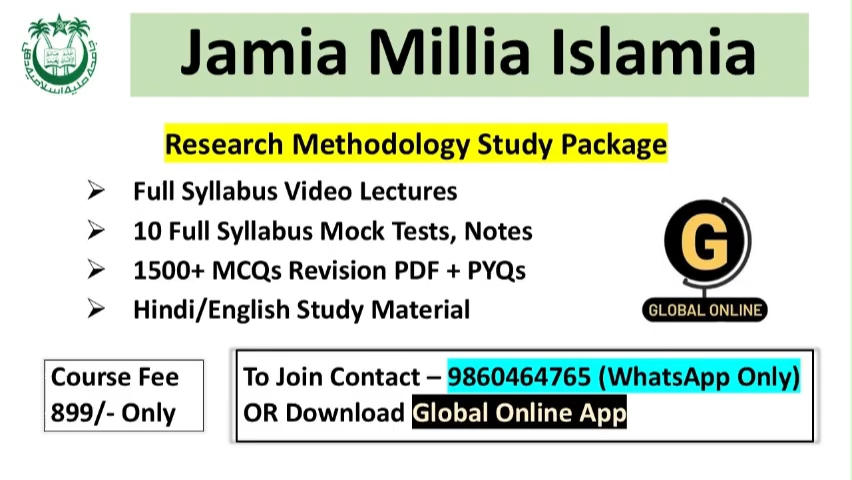 Jamia Millia Islamia
Research Methodology Study Package
➤ Full Syllabus Video Lectures
➤ 10 Full Syllabus Mock Tests, Notes
➤ 1500+ MCQs Revision PDF + PYQs
➤ Hindi/English Study Material
G
GLOBAL ONLINE
Course Fee
899/- Only
To Join Contact – 9860464765 (WhatsApp Only)
OR Download Global Online App